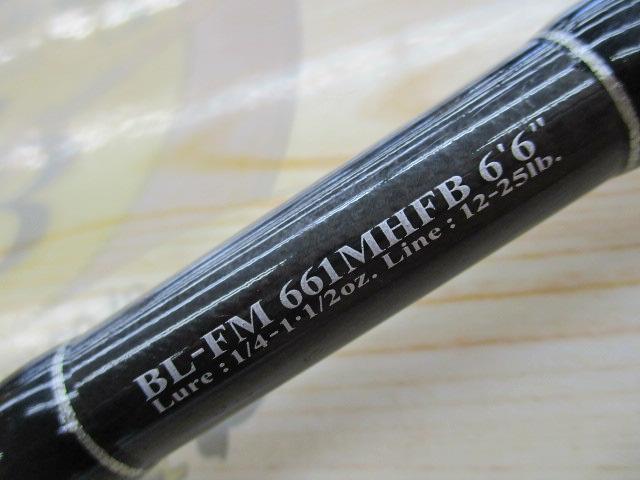 BL-FM 661MHFB 6'6"
Lure : 1/4-1·1/2oz. Line : 12-25lb.